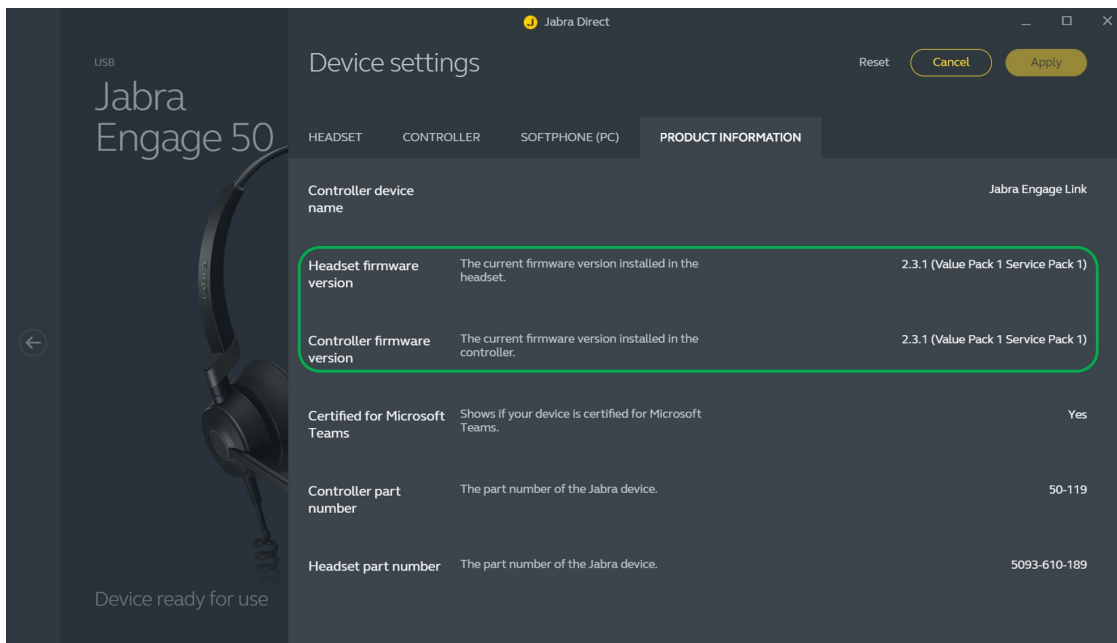 Jabra Direct
USB
Jabra
Engage 50
Device settings
Reset
Cancel
Apply
HEADSET
CONTROLLER
SOFTPHONE (PC)
PRODUCT INFORMATION
Controller device
name
Jabra Engage Link
Headset firmware
version
The current firmware version installed in the
headset.
2.3.1 (Value Pack 1 Service Pack 1)
Controller firmware
version
The current firmware version installed in the
controller.
2.3.1 (Value Pack 1 Service Pack 1)
Certified for Microsoft
Teams
Shows if your device is certified for Microsoft
Teams.
Yes
Controller part
number
The part number of the Jabra device.
50-119
Headset part number
The part number of the Jabra device.
5093-610-189
Device ready for use